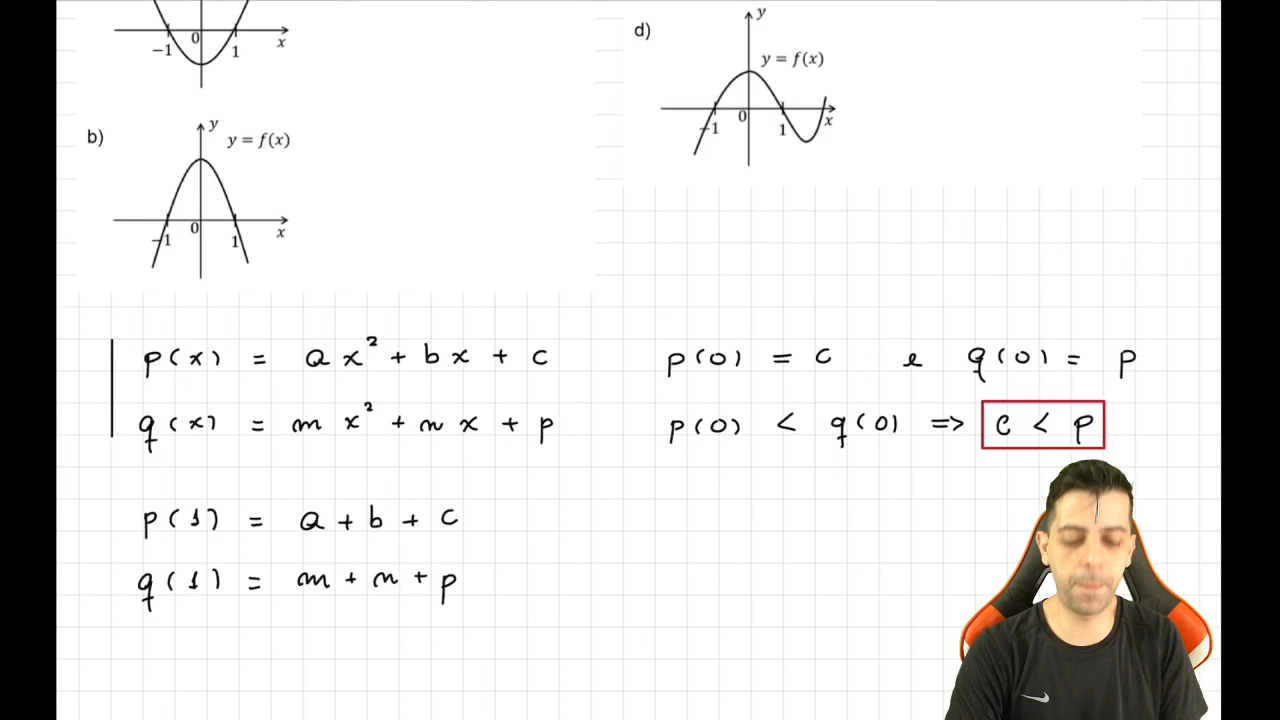 0
−1
1
x
b)
y
y = f(x)
0
−1
1
x
d)
y
y = f(x)
0
−1
1
x
p(x) = ax² + bx + c
q(x) = mx² + nx + p
p(1) = a + b + c
q(1) = m + n + p
p(0) = c e q(0) = p
p(0) < q(0) => c < p